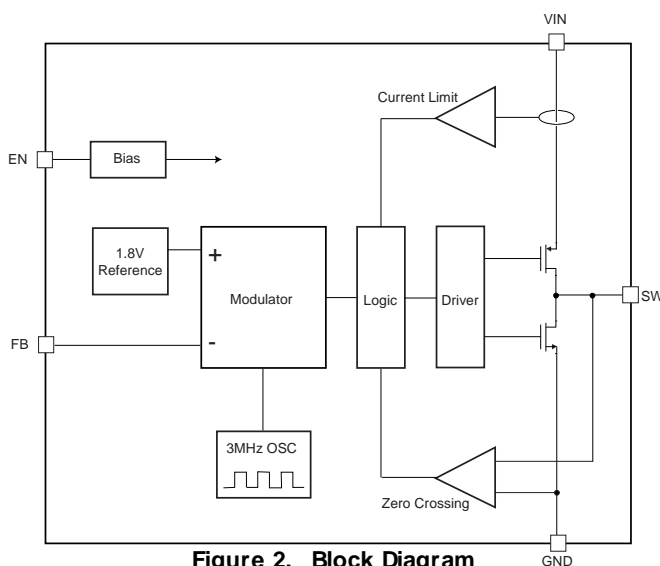 VIN
Current Limit
EN
Bias
1.8V
Reference
+
Modulator
Logic
Driver
SW
FB
-
3MHz OSC
Zero Crossing
Figure 2. Block Diagram
GND